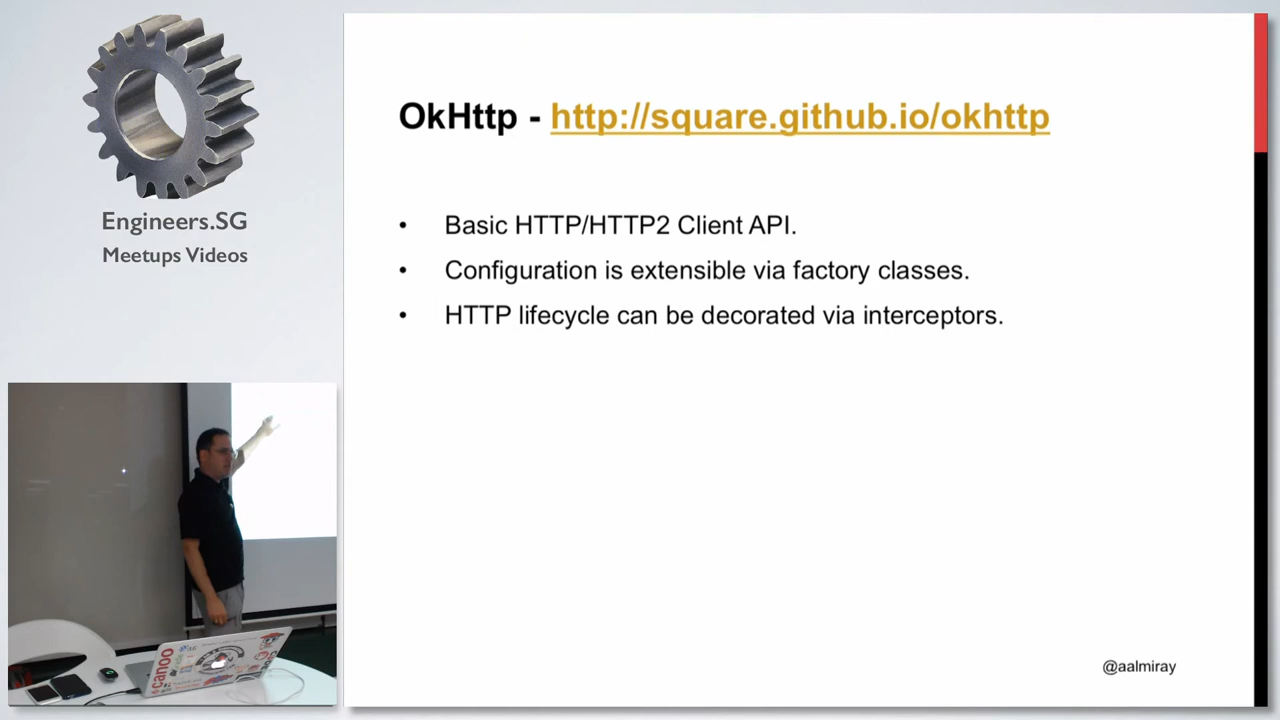 Engineers.SG
Meetups Videos
OkHttp - http://square.github.io/okhttp
• Basic HTTP/HTTP2 Client API.
• Configuration is extensible via factory classes.
• HTTP lifecycle can be decorated via interceptors.
@aalmiray
canoo